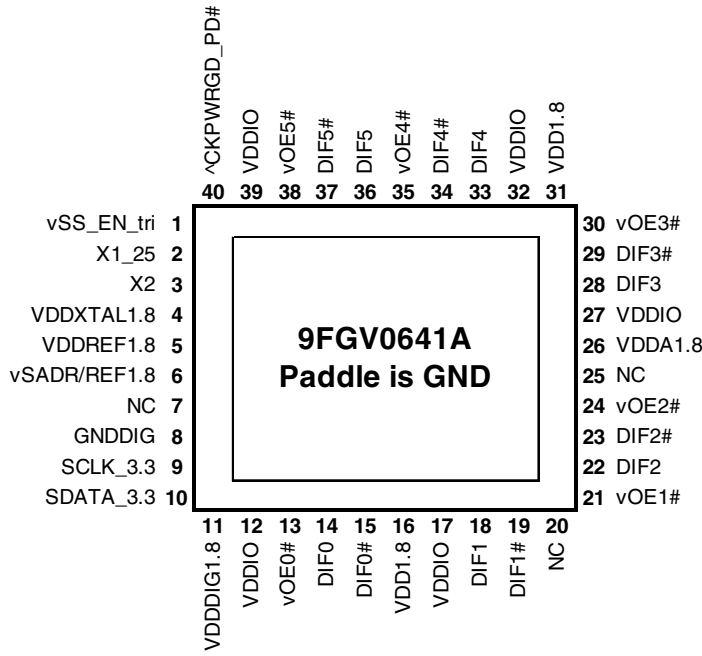 ^CKPWRGD_PD#
VDDIO
vOE5#
DIF5#
DIF5
vOE4#
DIF4#
DIF4
VDDIO
VDD1.8
40 39 38 37 36 35 34 33 32 31
vSS_EN_tri 1
X1_25 2
X2 3
VDDXTAL1.8 4
VDDREF1.8 5
vSADR/REF1.8 6
NC 7
GNDDIG 8
SCLK_3.3 9
SDATA_3.3 10
9FGV0641A
Paddle is GND
30 vOE3#
29 DIF3#
28 DIF3
27 VDDIO
26 VDDA1.8
25 NC
24 vOE2#
23 DIF2#
22 DIF2
21 vOE1#
11 12 13 14 15 16 17 18 19 20
VDDDIG1.8
VDDIO
vOE0#
DIF0
DIF0#
VDD1.8
VDDIO
DIF1
DIF1#
NC